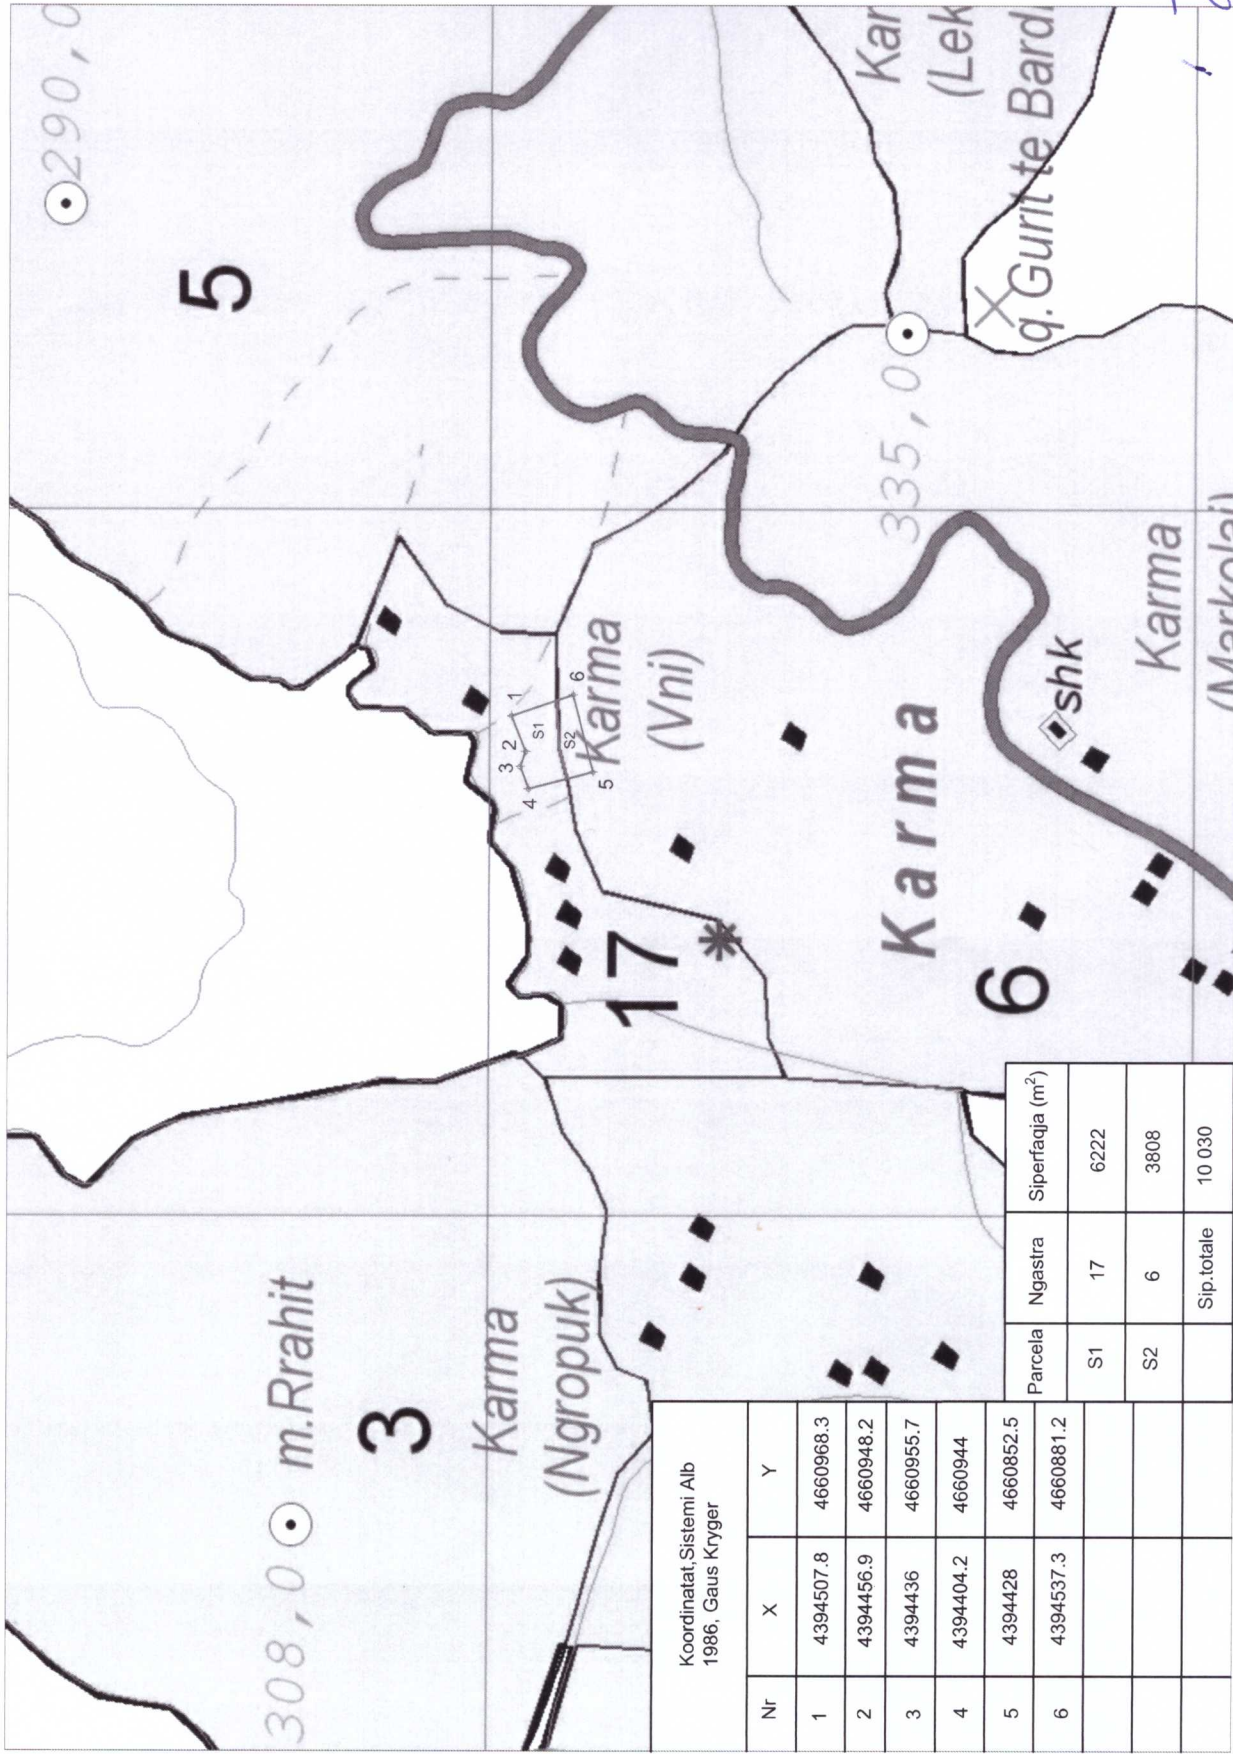 290,0
5
Kar
(Lek
q. Gurit te Bardh
335,0
308,0 m.Rrahit
3
Karma
(Ngropuk)
17
1
2
3
4
5
6
S1
S2
Karma
(Vni)
Karma
6
shk
Karma
(Markolaj)
Koordinatat,Sistemi Alb
1986, Gaus Kryger
Nr X Y
1 4394507.8 4660968.3
2 4394456.9 4660948.2
3 4394436 4660955.7
4 4394404.2 4660944
5 4394428 4660852.5
6 4394537.3 4660881.2
Parcela Ngastra Siperfaqja (m²)
S1 17 6222
S2 6 3808
Sip.totale 10 030